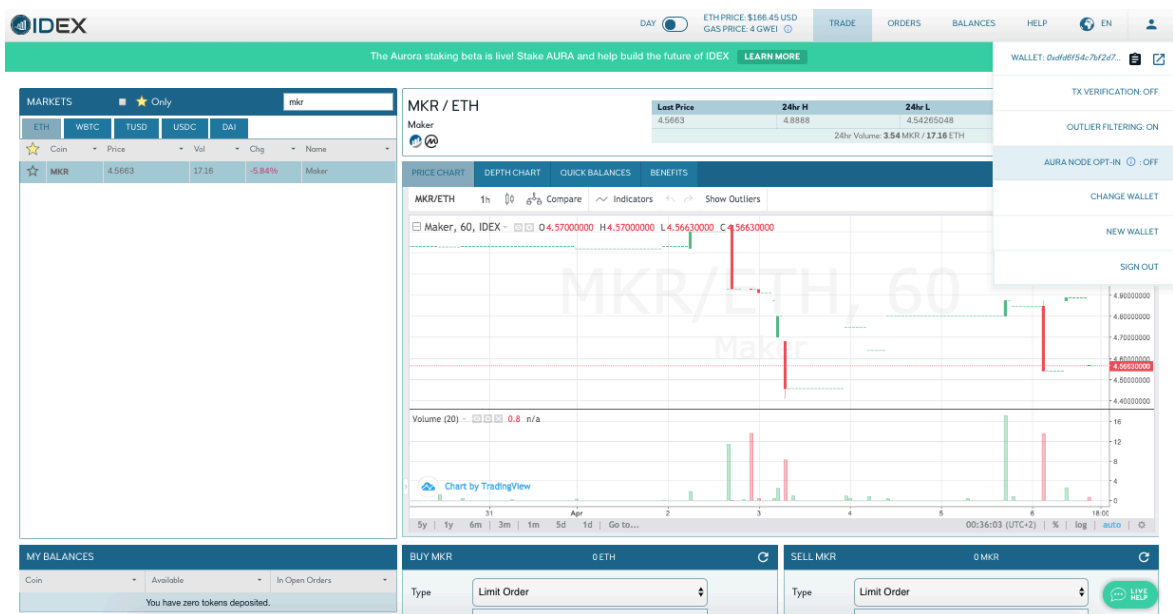 IDEX
DAY
ETH PRICE: $166.45 USD
GAS PRICE: 4 GWEI
TRADE
ORDERS
BALANCES
HELP
EN
The Aurora staking beta is live! Stake AURA and help build the future of IDEX
LEARN MORE
WALLET: 0xdfd6f54c7bf2d7...
TX VERIFICATION: OFF
OUTLIER FILTERING: ON
AURA NODE OPT-IN : OFF
CHANGE WALLET
NEW WALLET
SIGN OUT
MARKETS
Only
mkr
ETH
WBTC
TUSD
USDC
DAI
Coin Price Vol Chg Name
MKR 4.5663 17.16 -5.84% Maker
MKR / ETH
Maker
Last Price 24hr H 24hr L
4.5663 4.8888 4.54265048
24hr Volume: 3.54 MKR / 17.16 ETH
PRICE CHART
DEPTH CHART
QUICK BALANCES
BENEFITS
MKR/ETH 1h Compare Indicators Show Outliers
Maker, 60, IDEX O4.57000000 H4.57000000 L4.56630000 C4.56630000
MKR/ETH, 60
Maker
4.90000000
4.80000000
4.70000000
4.60000000
4.56630000
4.50000000
4.40000000
Volume (20) 0.8 n/a
16
12
8
4
0
Chart by TradingView
31 Apr 2 3 4 5 6 18:00
5y 1y 6m 3m 1m 5d 1d Go to...
00:36:03 (UTC+2) % log auto
MY BALANCES
Coin Available In Open Orders
You have zero tokens deposited.
BUY MKR 0 ETH
Type Limit Order
SELL MKR 0 MKR
Type Limit Order
LIVE
HELP